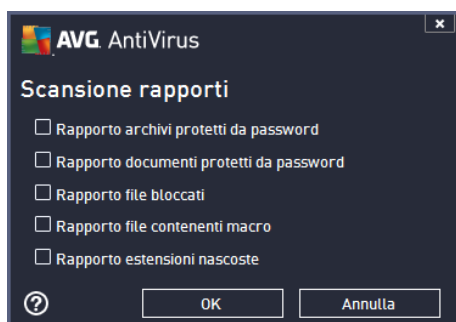 AVG. AntiVirus
Scansione rapporti
Rapporto archivi protetti da password
Rapporto documenti protetti da password
Rapporto file bloccati
Rapporto file contenenti macro
Rapporto estensioni nascoste
? OK Annulla